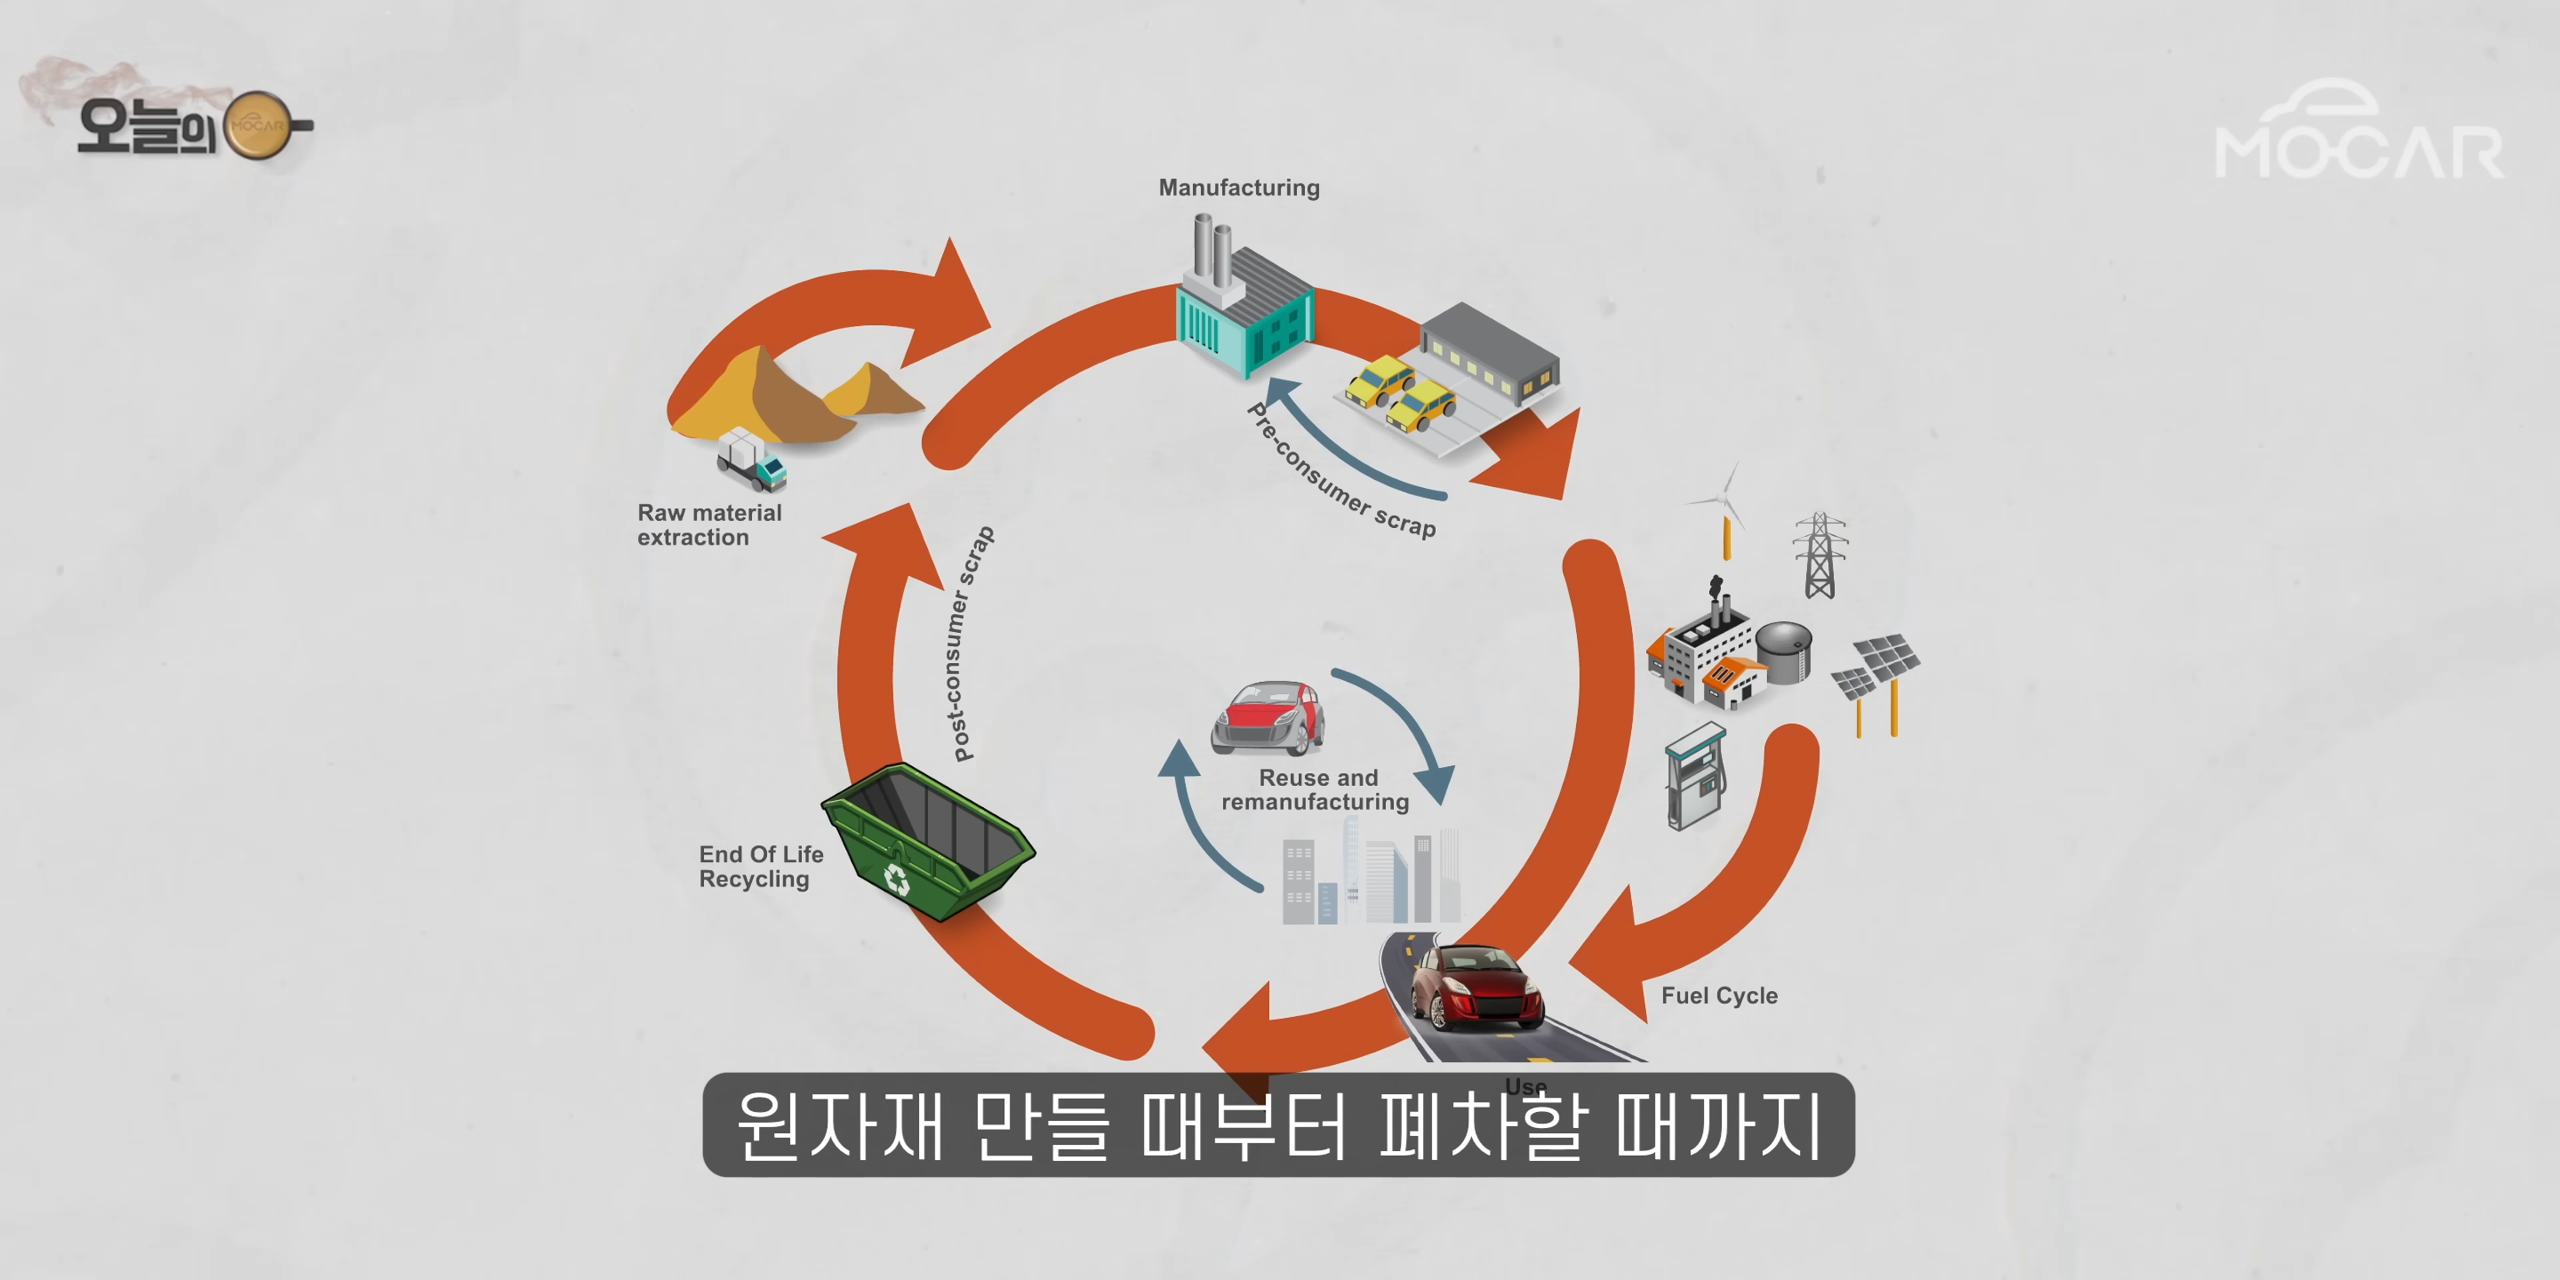 오늘의
MOCAR
MOCAR
Manufacturing
Raw material
extraction
Pre-consumer scrap
Post-consumer scrap
Reuse and
remanufacturing
End Of Life
Recycling
Fuel Cycle
Use
원자재 만들 때부터 폐차할 때까지